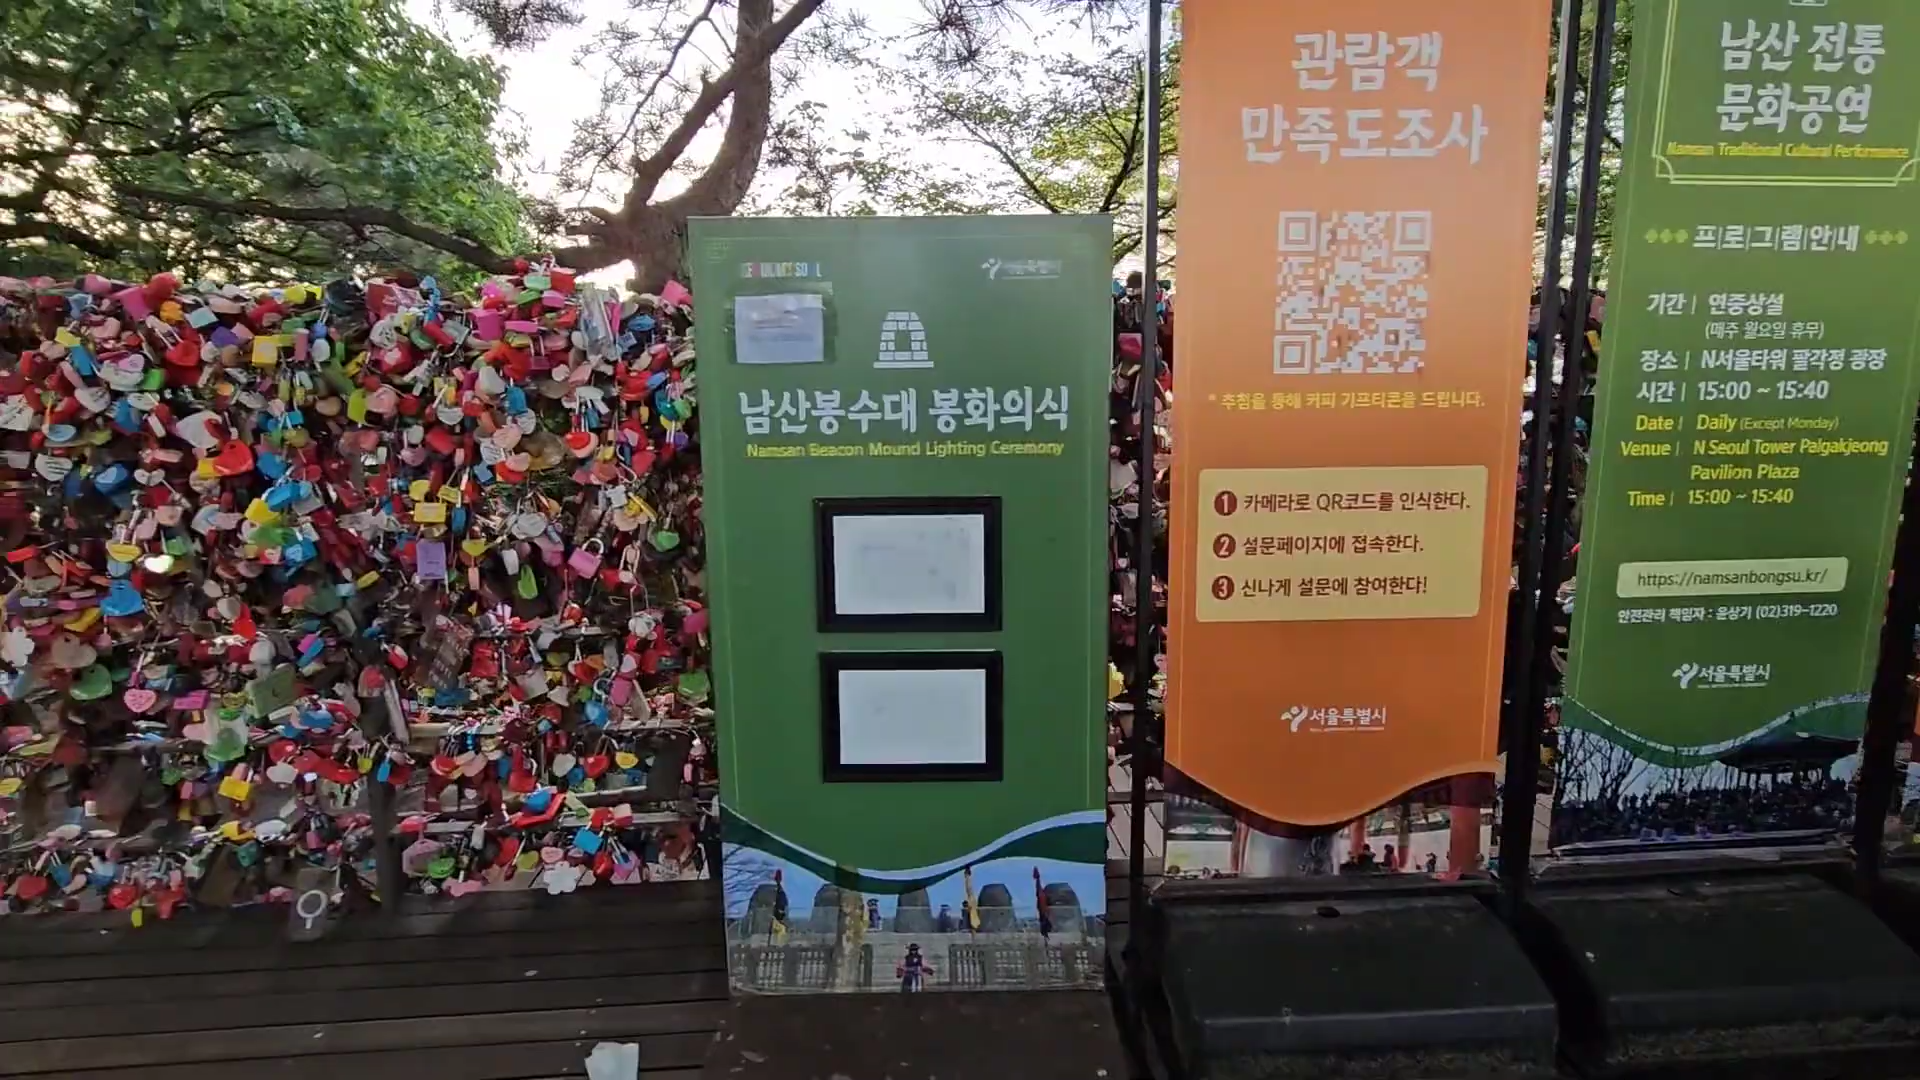 서울특별시
남산봉수대 봉화의식
Namsan Beacon Mound Lighting Ceremony
관람객
만족도조사
* 추첨을 통해 커피 기프티콘을 드립니다.
1 카메라로 QR코드를 인식한다.
2 설문페이지에 접속한다.
3 신나게 설문에 참여한다!
서울특별시
남산 전통
문화공연
Namsan Traditional Cultural Performance
프|로|그|램|안|내
기간 | 연중상설
(매주 월요일 휴무)
장소 | N서울타워 팔각정 광장
시간 | 15:00 ~ 15:40
Date | Daily (Except Monday)
Venue | N Seoul Tower Palgakjeong
Pavilion Plaza
Time | 15:00 ~ 15:40
https://namsanbongsu.kr/
안전관리 책임자 : 윤상기 (02)319-1220
서울특별시